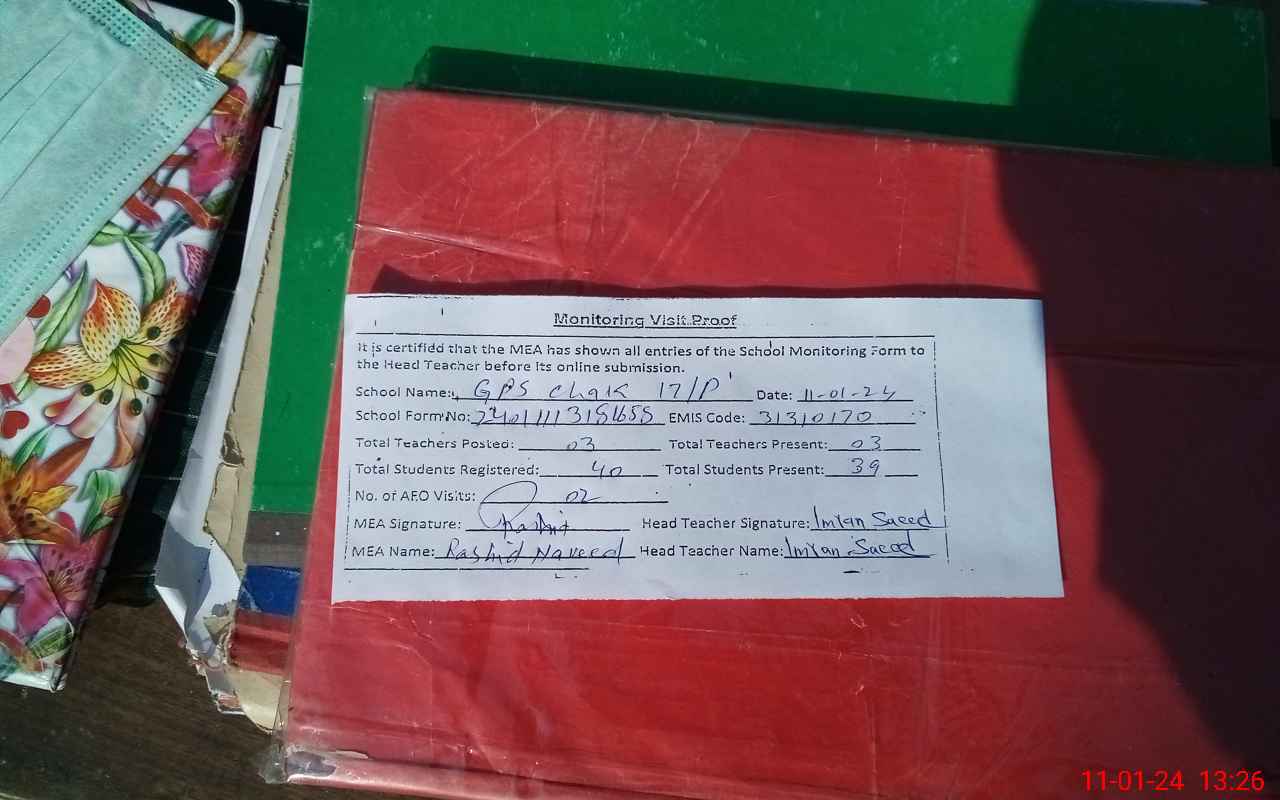 Monitoring Visit Proof
It is certified that the MEA has shown all entries of the School Monitoring Form to
the Head Teacher before its online submission.
School Name: GPS Chak 17/P Date: 11-01-24
School Form No: EMIS Code: 31310170
Total Teachers Posted: 03 Total Teachers Present: 03
Total Students Registered: 40 Total Students Present: 39
No. of AEO Visits: 02
MEA Signature: Rashid Head Teacher Signature: Imran Saeed
MEA Name: Rashid Naveed Head Teacher Name: Imran Saeed
11-01-24 13:26